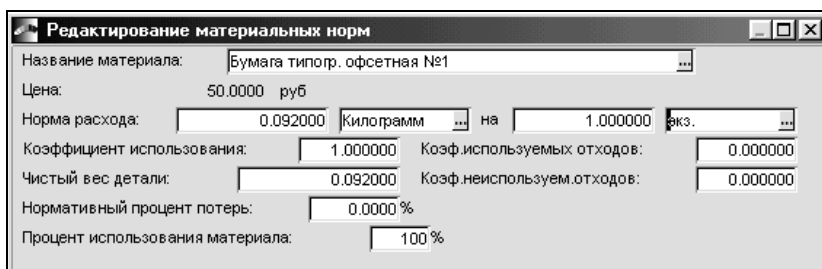 Редактирование материальных норм
Название материала: Бумага типогр. офсетная №1 ...
Цена: 50.0000 руб
Норма расхода: 0.092000 Килограмм ... на 1.000000 экз. ...
Коэффициент использования: 1.000000 Коэф.используемых отходов: 0.000000
Чистый вес детали: 0.092000 Коэф.неиспользуем.отходов: 0.000000
Нормативный процент потерь: 0.0000 %
Процент использования материала: 100 %